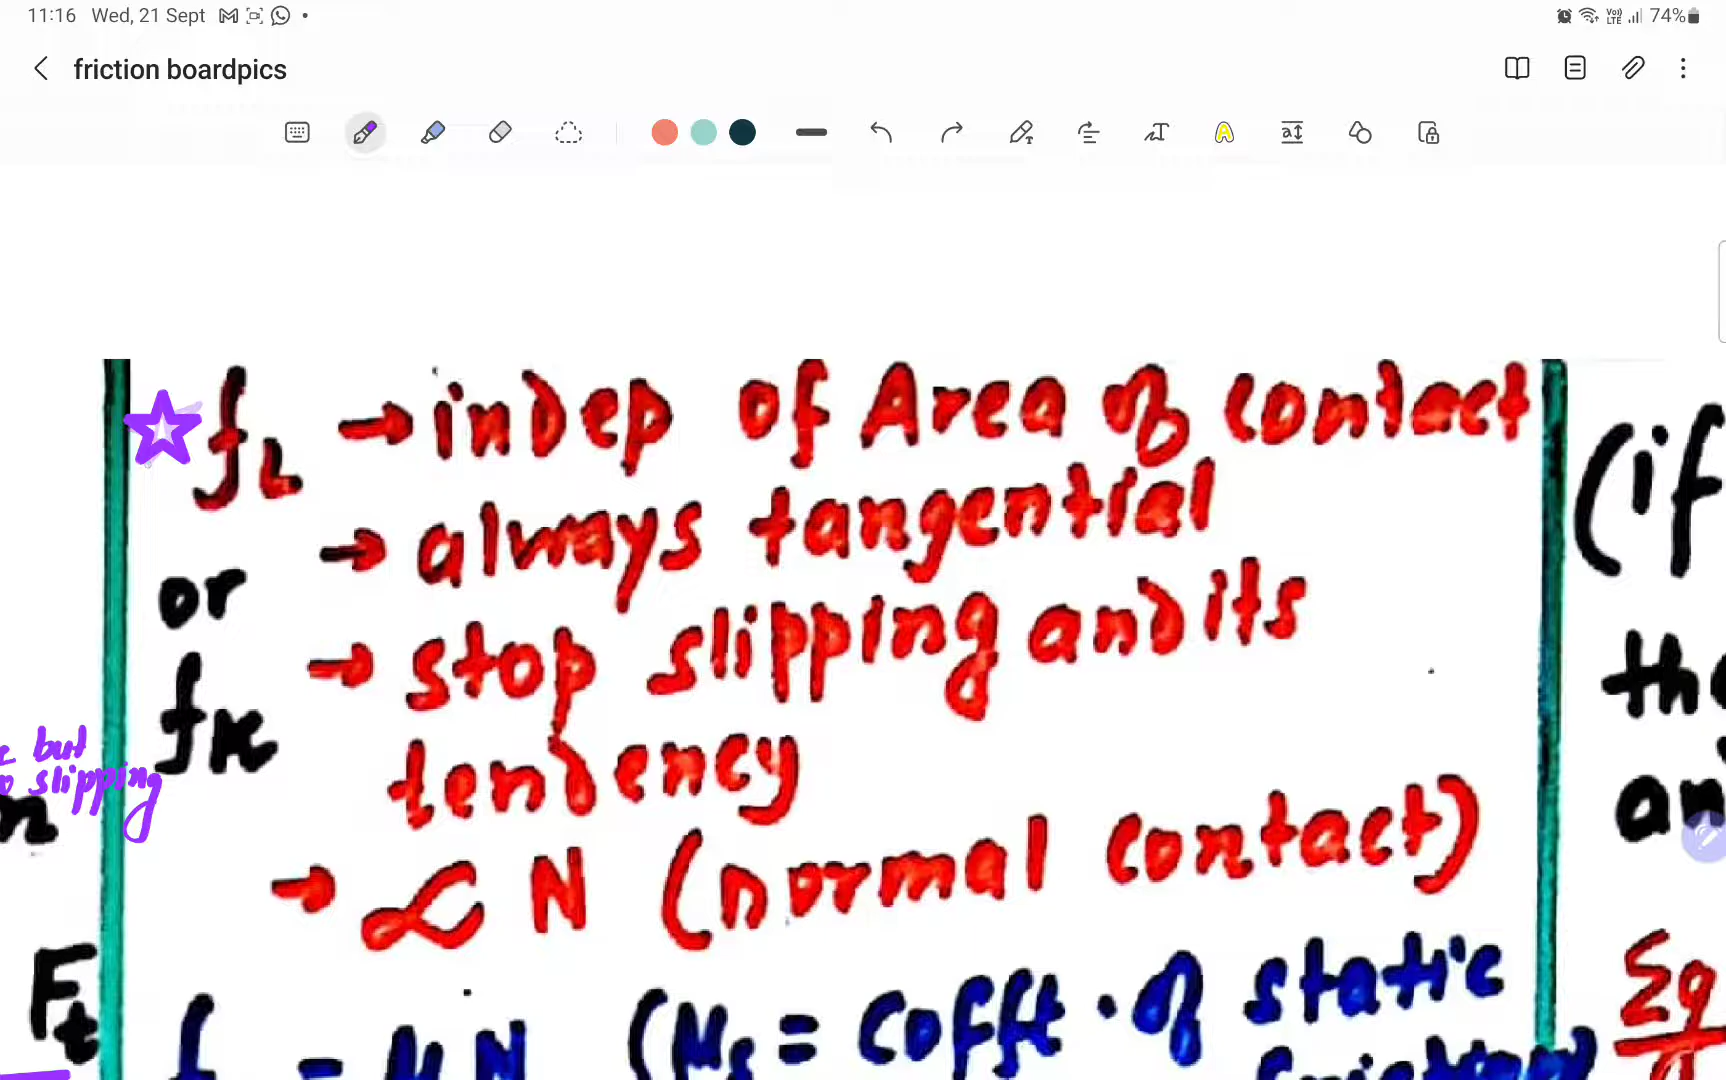 11:16 Wed, 21 Sept
74%
friction boardpics
fL → indep of Area of contact
→ always tangential
or → stop slipping and its
fK tendency
→ ∝ N (normal contact)
but
slipping
n
Ft
= μ N (μs = cofft. of static
friction)
(if
an
Eg